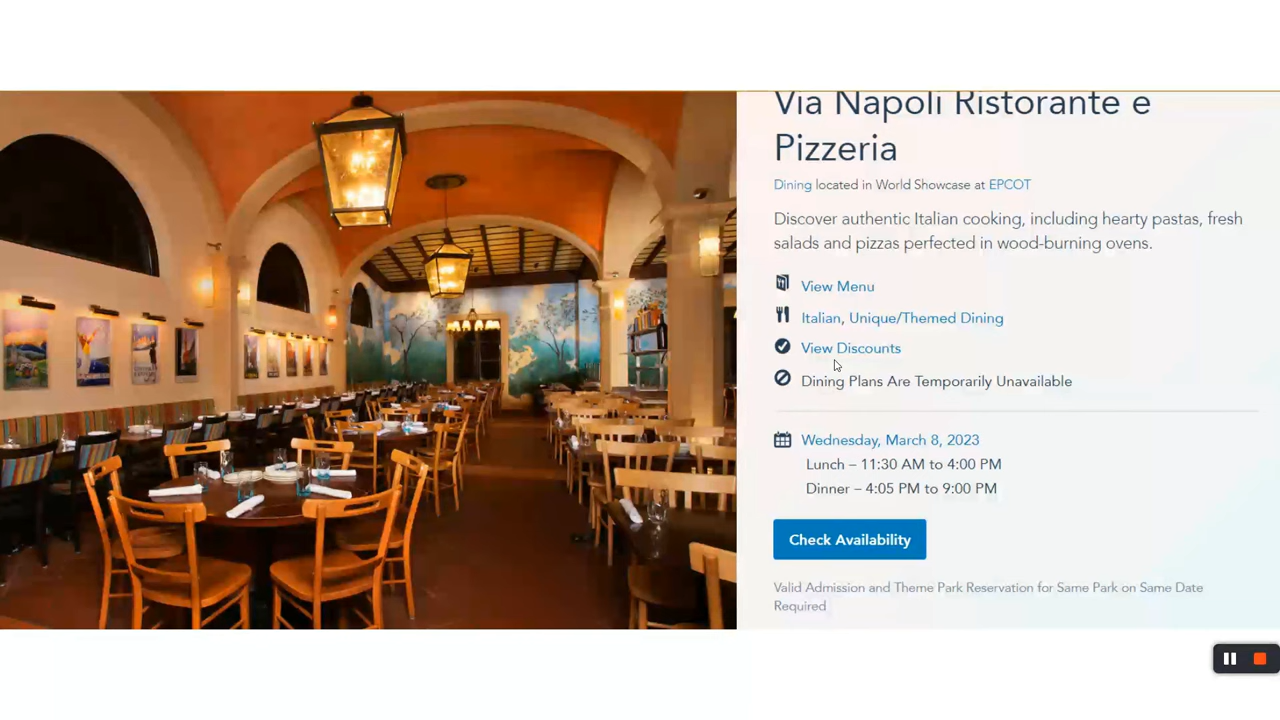 Via Napoli Ristorante e
Pizzeria
Dining located in World Showcase at EPCOT
Discover authentic Italian cooking, including hearty pastas, fresh
salads and pizzas perfected in wood-burning ovens.
View Menu
Italian, Unique/Themed Dining
View Discounts
Dining Plans Are Temporarily Unavailable
Wednesday, March 8, 2023
Lunch – 11:30 AM to 4:00 PM
Dinner – 4:05 PM to 9:00 PM
Check Availability
Valid Admission and Theme Park Reservation for Same Park on Same Date
Required